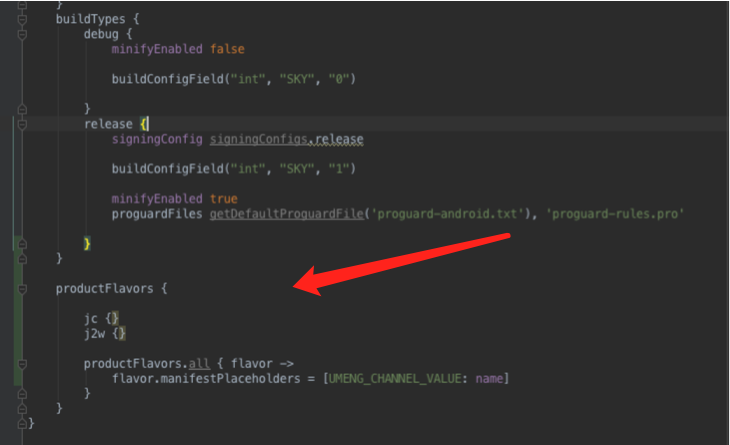 }
buildTypes {
debug {
minifyEnabled false
buildConfigField("int", "SKY", "0")
}
release {
signingConfig signingConfigs.release
buildConfigField("int", "SKY", "1")
minifyEnabled true
proguardFiles getDefaultProguardFile('proguard-android.txt'), 'proguard-rules.pro'
}
}
productFlavors {
jc {}
j2w {}
productFlavors.all { flavor ->
flavor.manifestPlaceholders = [UMENG_CHANNEL_VALUE: name]
}
}
}